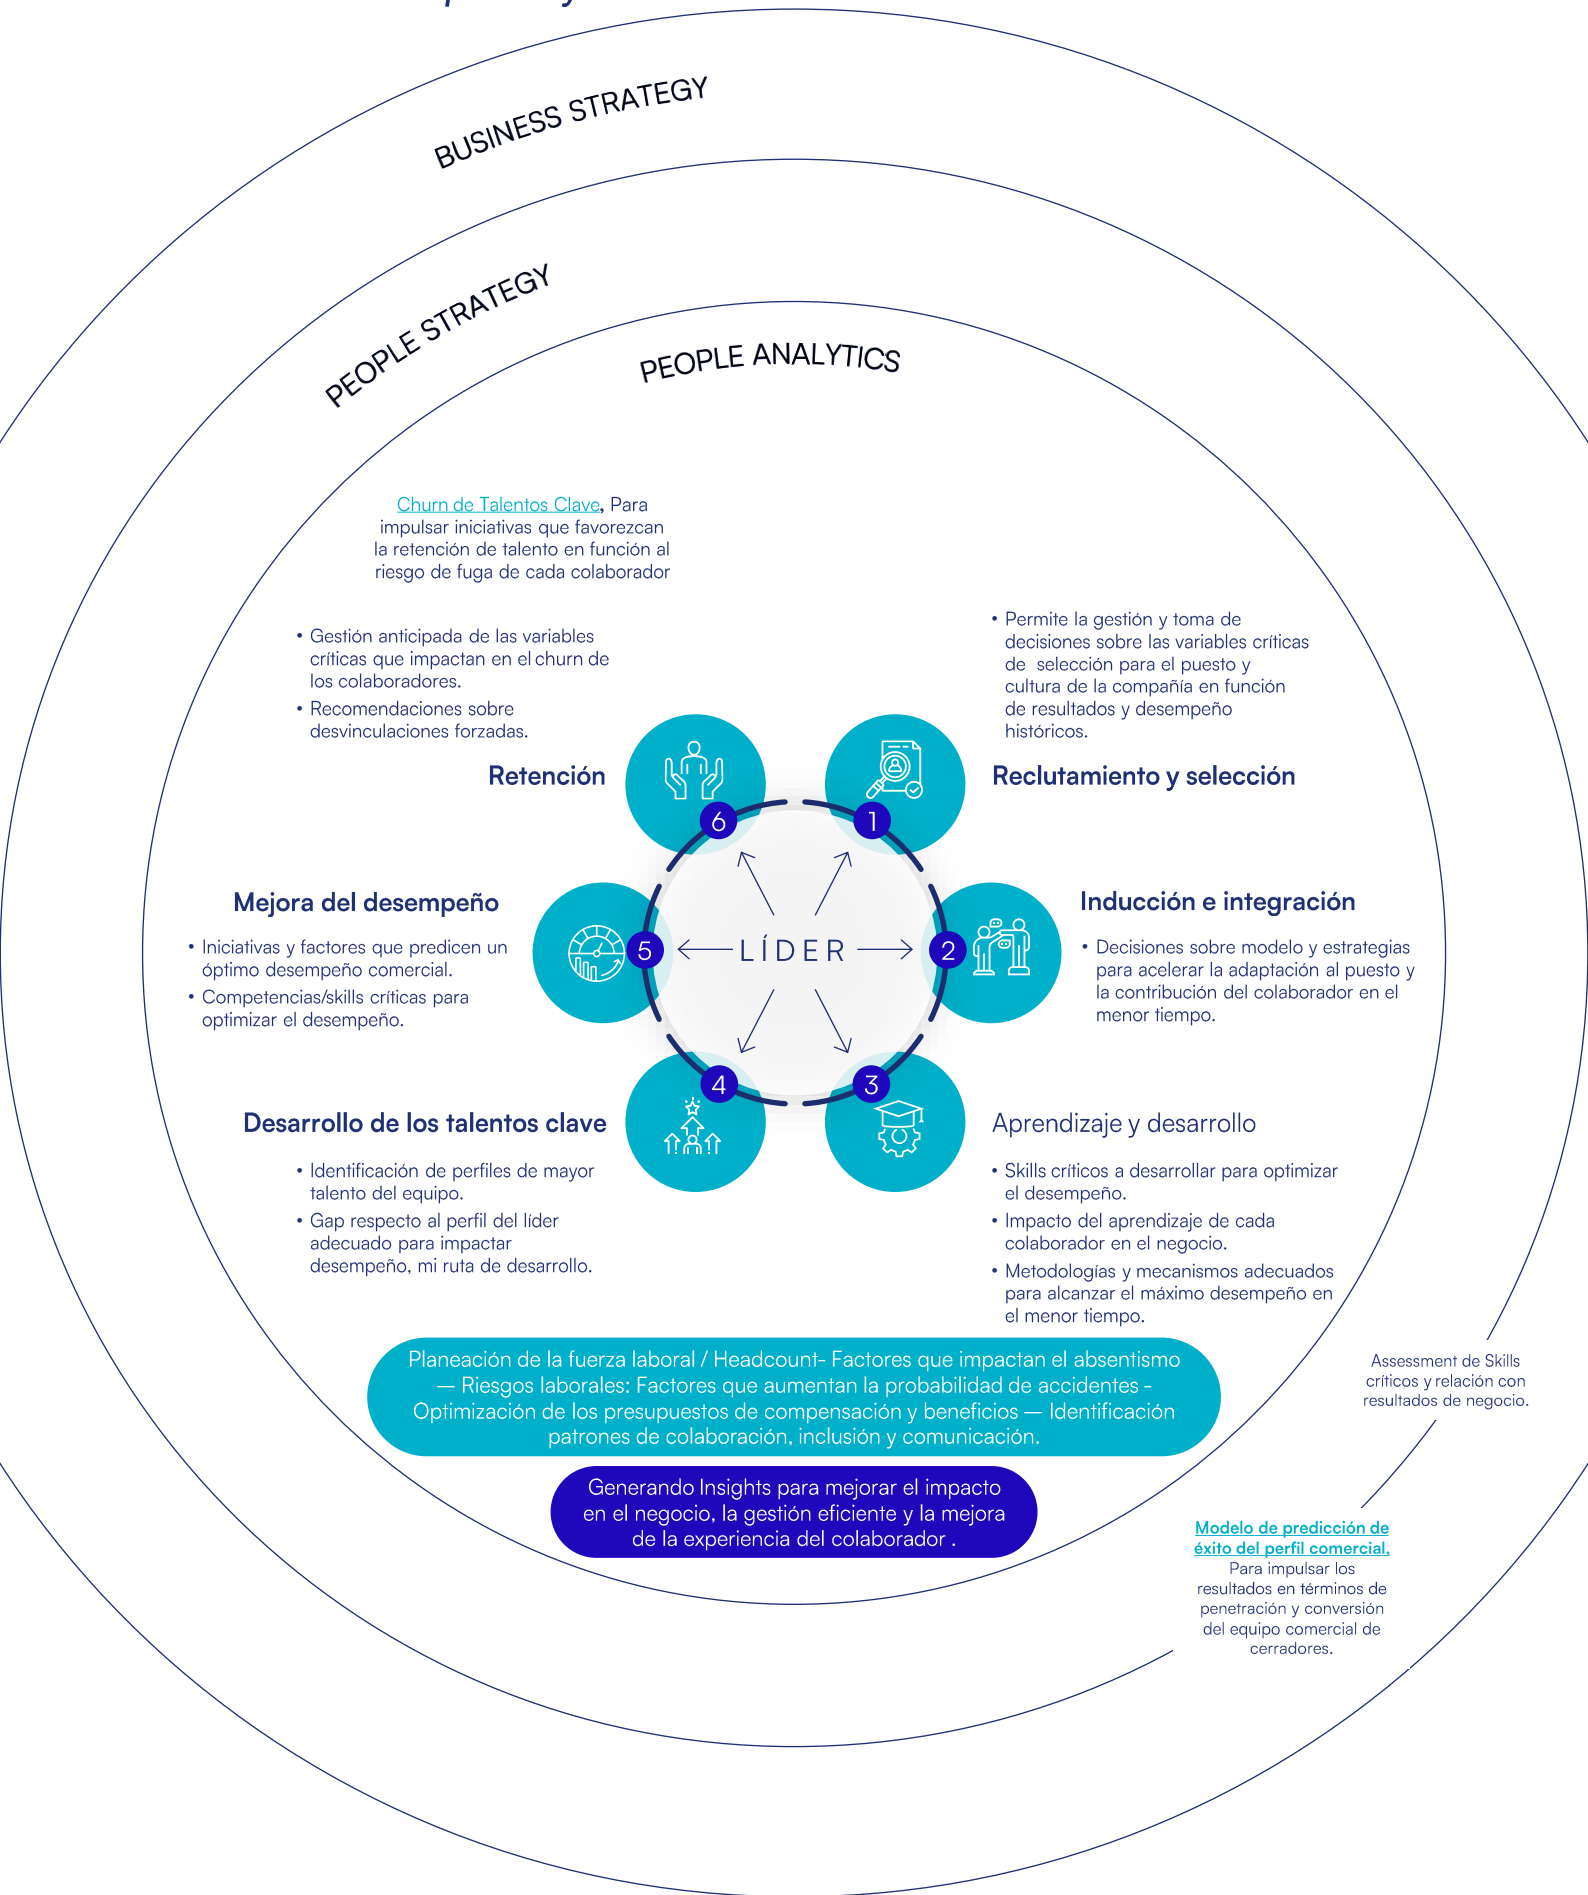 BUSINESS STRATEGY
PEOPLE STRATEGY
PEOPLE ANALYTICS
Churn de Talentos Clave, Para
impulsar iniciativas que favorezcan
la retención de talento en función al
riesgo de fuga de cada colaborador
• Gestión anticipada de las variables
críticas que impactan en el churn de
los colaboradores.
• Recomendaciones sobre
desvinculaciones forzadas.
Retención
6
• Permite la gestión y toma de
decisiones sobre las variables críticas
de selección para el puesto y
cultura de la compañía en función
de resultados y desempeño
históricos.
Reclutamiento y selección
1
Mejora del desempeño
• Iniciativas y factores que predicen un
óptimo desempeño comercial.
• Competencias/skills críticas para
optimizar el desempeño.
5
LÍDER
2
Inducción e integración
• Decisiones sobre modelo y estrategias
para acelerar la adaptación al puesto y
la contribución del colaborador en el
menor tiempo.
4
3
Desarrollo de los talentos clave
• Identificación de perfiles de mayor
talento del equipo.
• Gap respecto al perfil del líder
adecuado para impactar
desempeño, mi ruta de desarrollo.
Aprendizaje y desarrollo
• Skills críticos a desarrollar para optimizar
el desempeño.
• Impacto del aprendizaje de cada
colaborador en el negocio.
• Metodologías y mecanismos adecuados
para alcanzar el máximo desempeño en
el menor tiempo.
Planeación de la fuerza laboral / Headcount- Factores que impactan el absentismo
— Riesgos laborales: Factores que aumentan la probabilidad de accidentes -
Optimización de los presupuestos de compensación y beneficios — Identificación
patrones de colaboración, inclusión y comunicación.
Generando Insights para mejorar el impacto
en el negocio, la gestión eficiente y la mejora
de la experiencia del colaborador .
Assessment de Skills
críticos y relación con
resultados de negocio.
Modelo de predicción de
éxito del perfil comercial,
Para impulsar los
resultados en términos de
penetración y conversión
del equipo comercial de
cerradores.